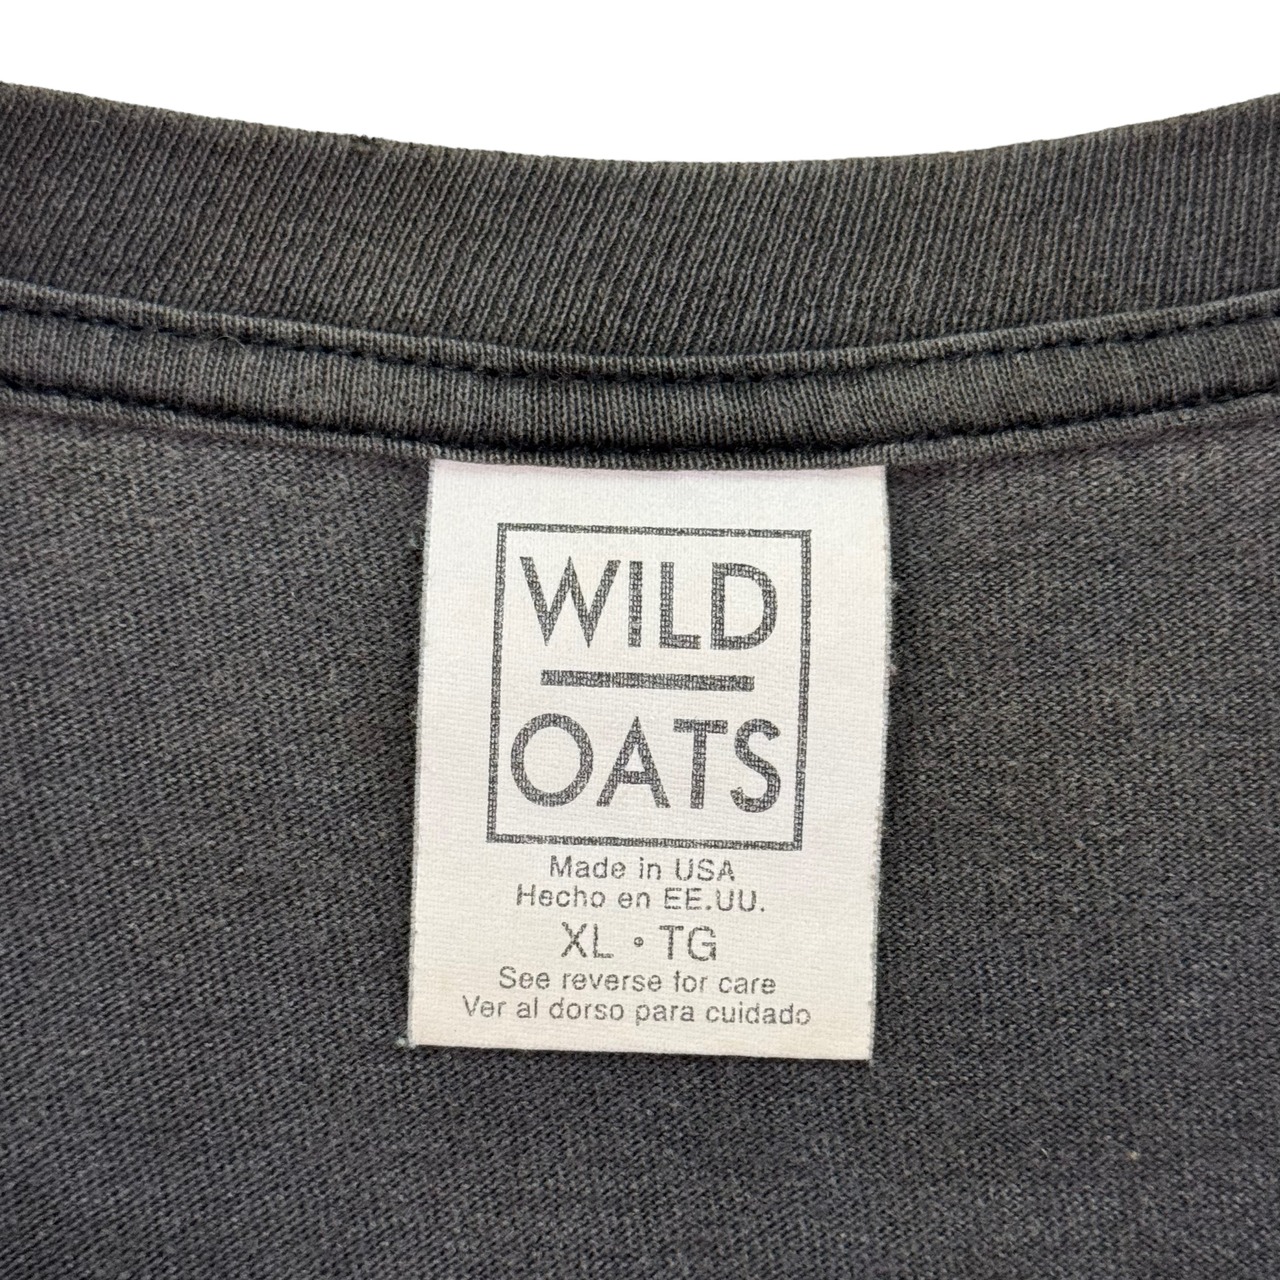 WILD
OATS
Made in USA
Hecho en EE.UU.
XL • TG
See reverse for care
Ver al dorso para cuidado